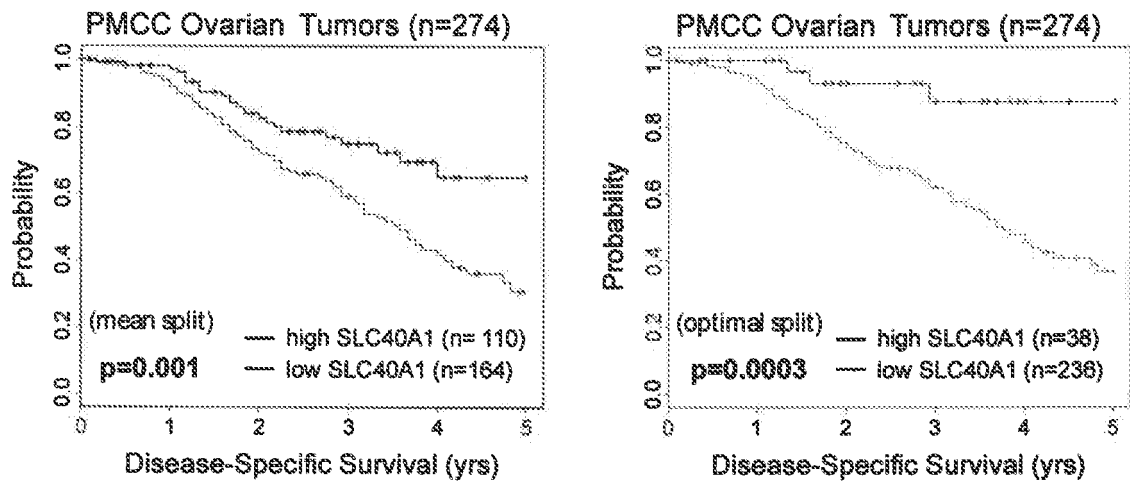 PMCC Ovarian Tumors (n=274)
Probability
1.0
0.8
0.6
0.4
0.2
0.0
(mean split)
p=0.001
high SLC40A1 (n= 110)
low SLC40A1 (n=164)
0 1 2 3 4 5
Disease-Specific Survival (yrs)
PMCC Ovarian Tumors (n=274)
Probability
1.0
0.8
0.6
0.4
0.2
0.0
(optimal split)
p=0.0003
high SLC40A1 (n=38)
low SLC40A1 (n=236)
0 1 2 3 4 5
Disease-Specific Survival (yrs)